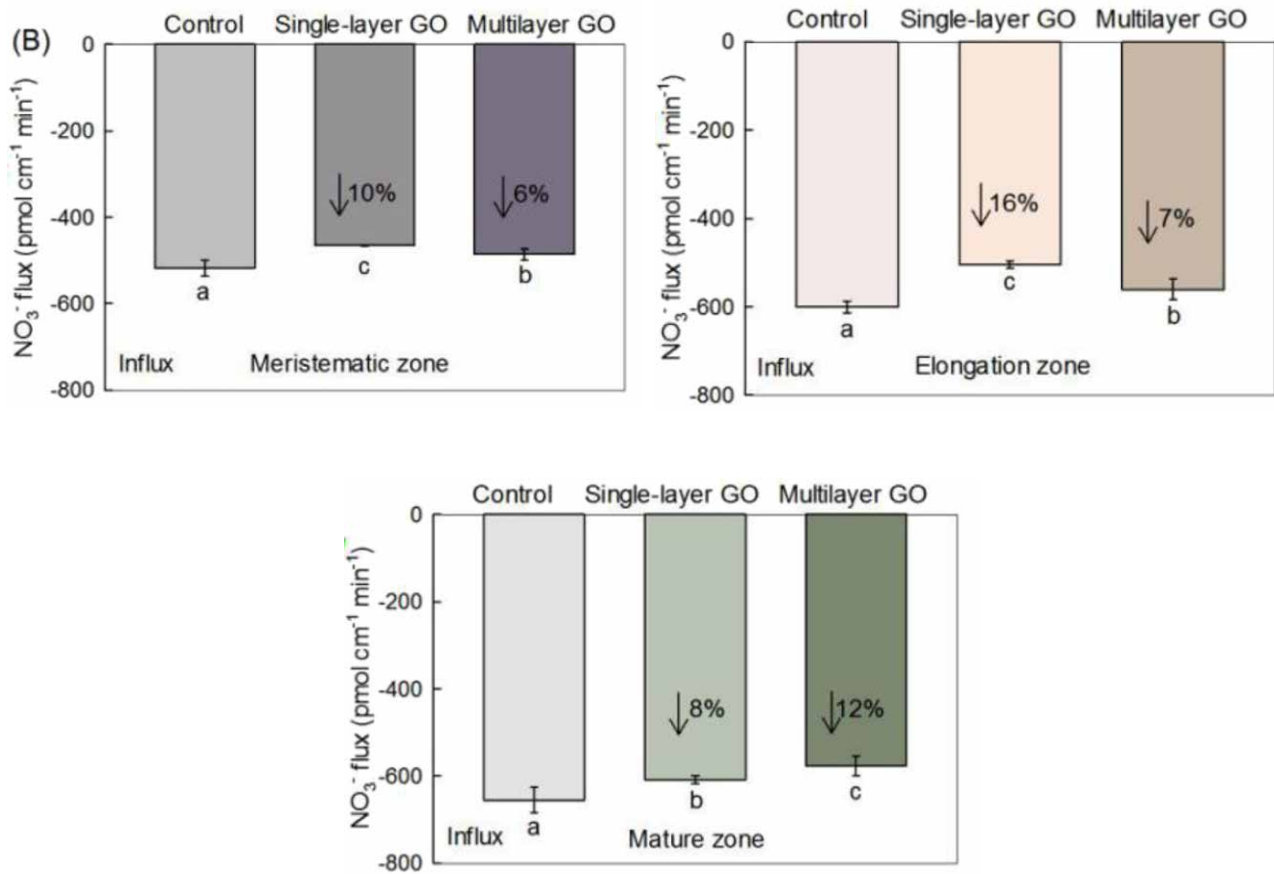 (B)
Control Single-layer GO Multilayer GO
0
-200
-400
-600
-800
NO₃⁻ flux (pmol cm⁻¹ min⁻¹)
↓10% ↓6%
a c b
Influx Meristematic zone
Control Single-layer GO Multilayer GO
0
-200
-400
-600
-800
NO₃⁻ flux (pmol cm⁻¹ min⁻¹)
↓16% ↓7%
a c b
Influx Elongation zone
Control Single-layer GO Multilayer GO
0
-200
-400
-600
-800
NO₃⁻ flux (pmol cm⁻¹ min⁻¹)
↓8% ↓12%
a b c
Influx Mature zone